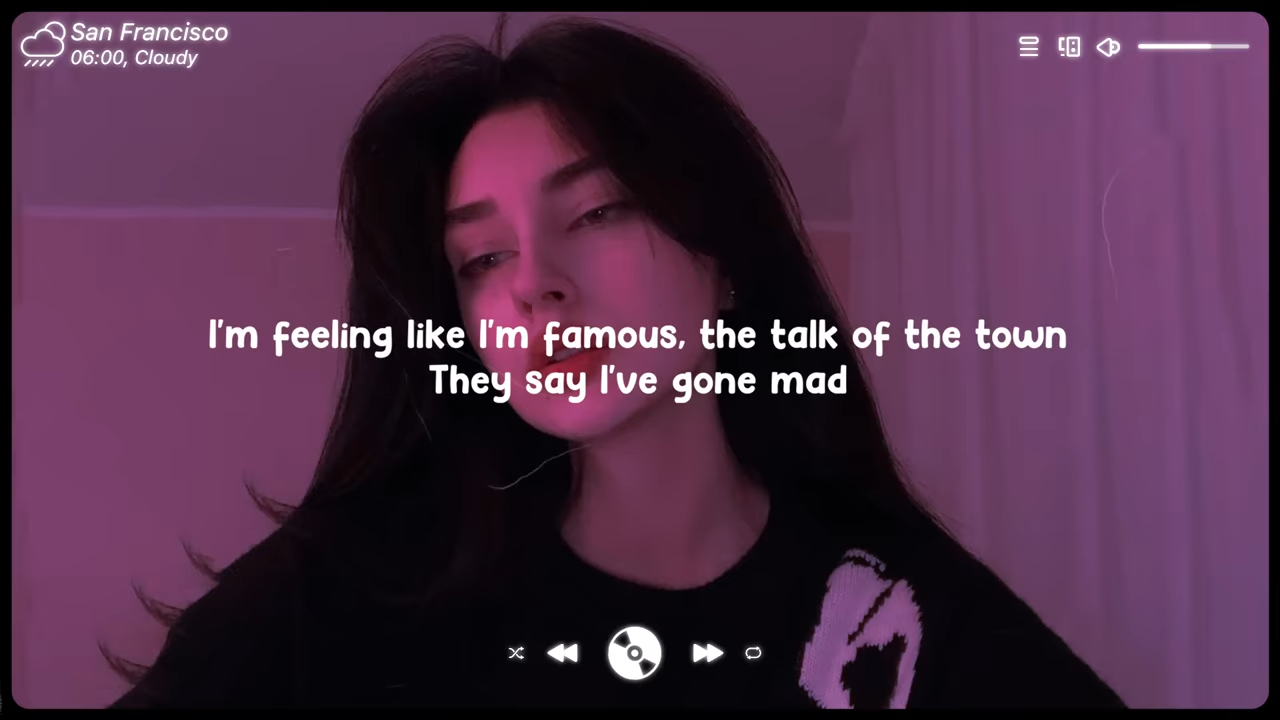 San Francisco
06:00, Cloudy
I'm feeling like I'm famous, the talk of the town
They say I've gone mad